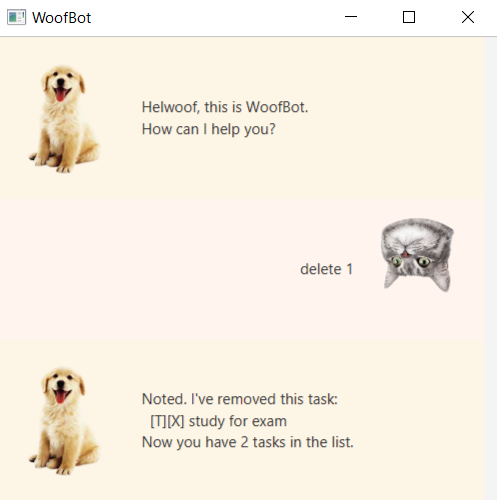 WoofBot
Helwoof, this is WoofBot.
How can I help you?
delete 1
Noted. I've removed this task:
[T][X] study for exam
Now you have 2 tasks in the list.